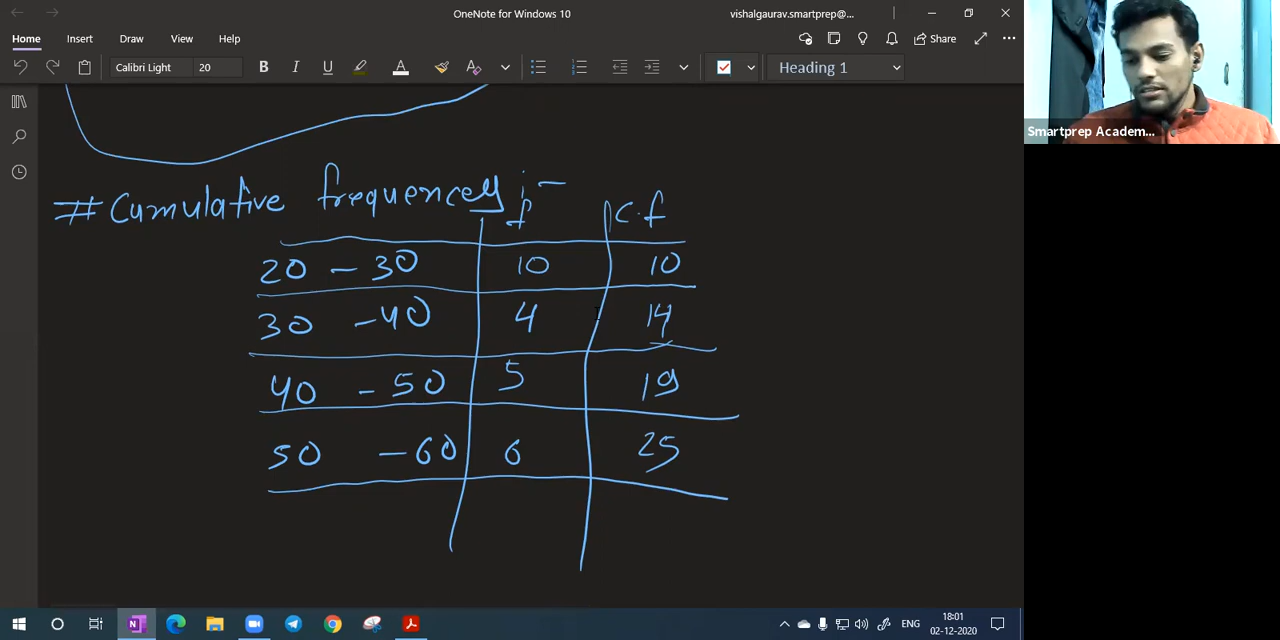 OneNote for Windows 10
vishalgaurav.smartprep@...
Home Insert Draw View Help
Share
Calibri Light 20 B I U A Heading 1
Smartprep Academ...
# Cumulative frequencey :-
f c.f
20 - 30 10 10
30 - 40 4 14
40 - 50 5 19
50 - 60 6 25
ENG
18:01
02-12-2020